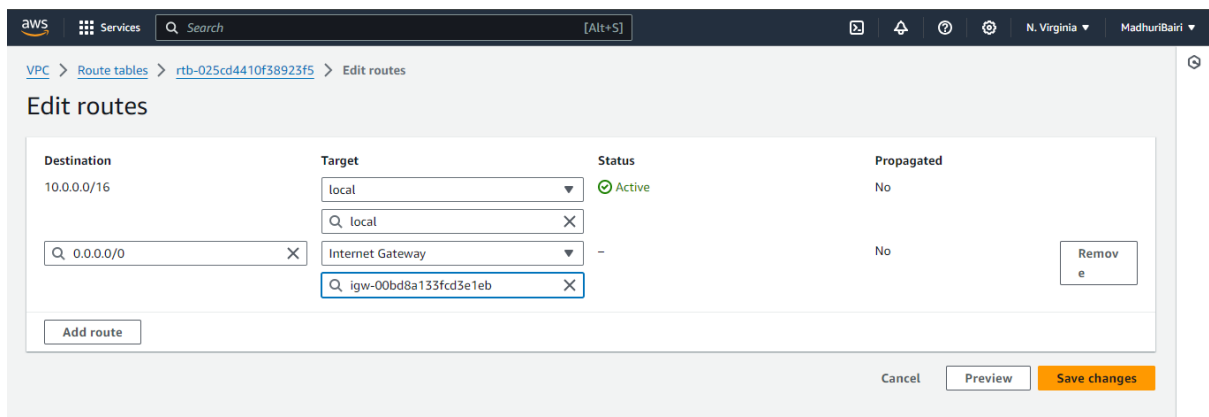 aws Services Search [Alt+S] N. Virginia MadhuriBairi
VPC > Route tables > rtb-025cd4410f38923f5 > Edit routes
Edit routes
Destination Target Status Propagated
10.0.0.0/16 local Active No
local
0.0.0.0/0 Internet Gateway – No Remov
e
igw-00bd8a133fcd3e1eb
Add route
Cancel Preview Save changes